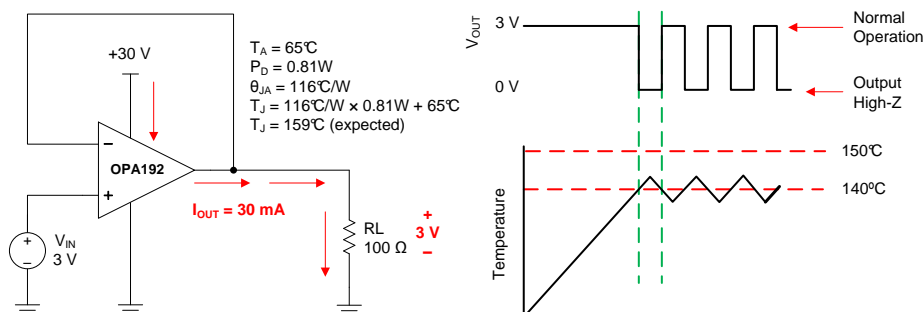 +30 V
T_A = 65℃
P_D = 0.81W
θ_JA = 116℃/W
T_J = 116℃/W × 0.81W + 65℃
T_J = 159℃ (expected)
−
OPA192
+
I_OUT = 30 mA
+
V_IN
3 V
−
RL
100 Ω
+
3 V
−
V_OUT
3 V
0 V
Normal
Operation
Output
High-Z
Temperature
150℃
140ºC